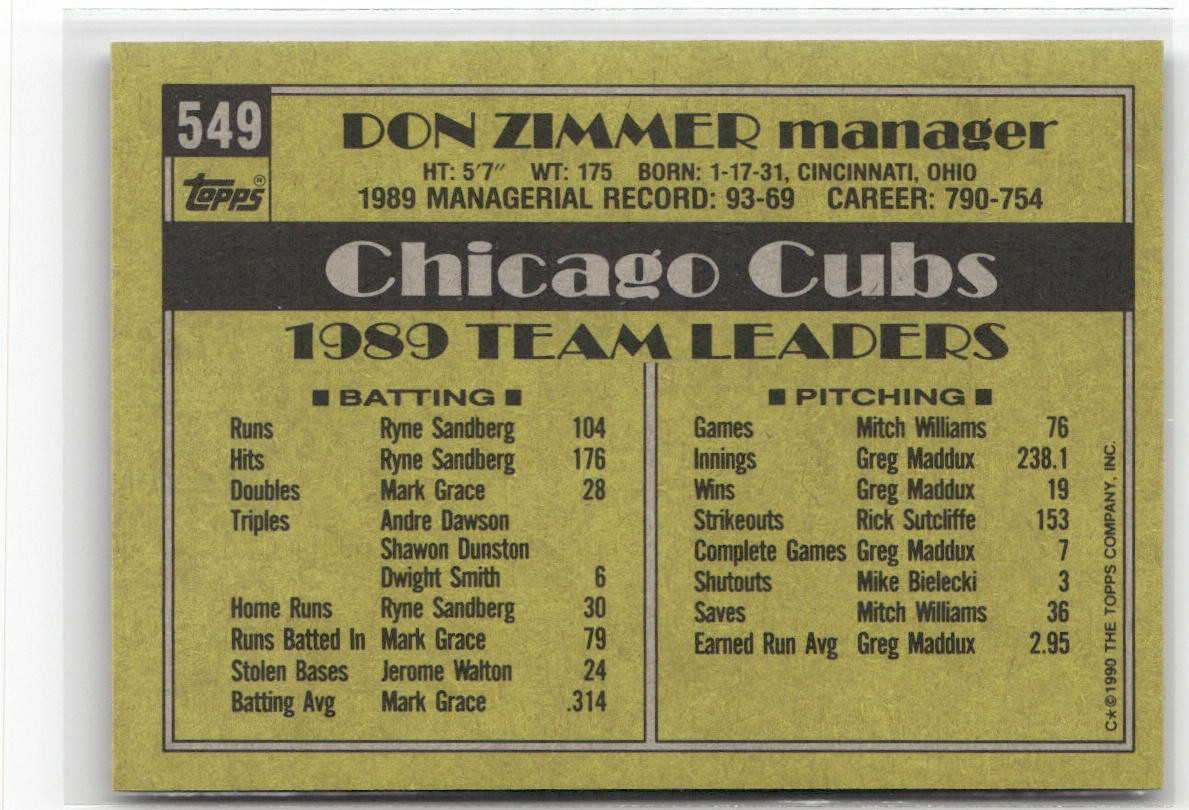 549
topps®
DON ZIMMER manager
HT: 5'7" WT: 175 BORN: 1-17-31, CINCINNATI, OHIO
1989 MANAGERIAL RECORD: 93-69 CAREER: 790-754
Chicago Cubs
1989 TEAM LEADERS
■ BATTING ■
Runs Ryne Sandberg 104
Hits Ryne Sandberg 176
Doubles Mark Grace 28
Triples Andre Dawson
Shawon Dunston
Dwight Smith 6
Home Runs Ryne Sandberg 30
Runs Batted In Mark Grace 79
Stolen Bases Jerome Walton 24
Batting Avg Mark Grace .314
■ PITCHING ■
Games Mitch Williams 76
Innings Greg Maddux 238.1
Wins Greg Maddux 19
Strikeouts Rick Sutcliffe 153
Complete Games Greg Maddux 7
Shutouts Mike Bielecki 3
Saves Mitch Williams 36
Earned Run Avg Greg Maddux 2.95
C★©1990 THE TOPPS COMPANY, INC.